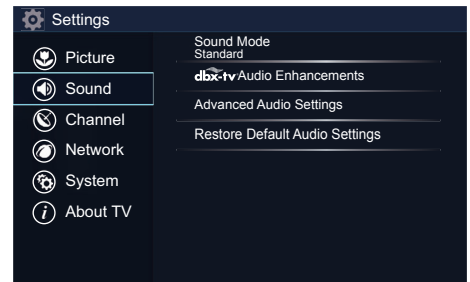 Settings
Picture
Sound
Channel
Network
System
About TV
Sound Mode
Standard
dbx-tv Audio Enhancements
Advanced Audio Settings
Restore Default Audio Settings